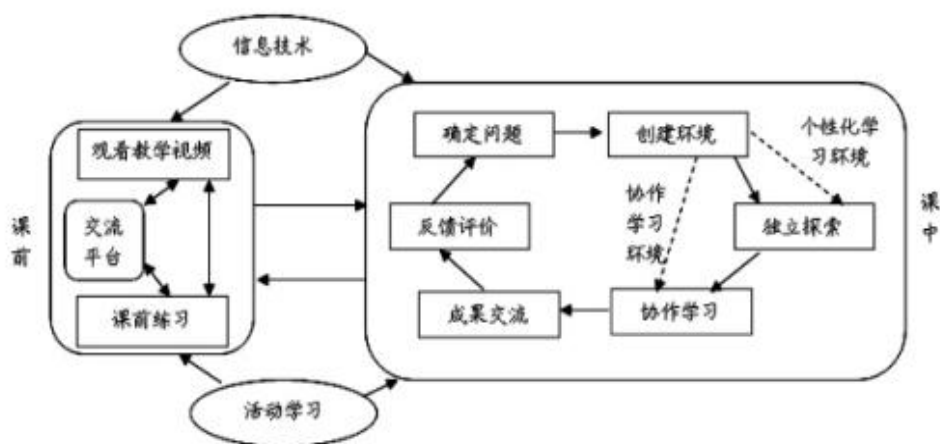 信息技术
观看教学视频
交流
平台
课前练习
课
前
确定问题
创建环境
个性化学
习环境
协作
学习
环境
反馈评价
独立探索
成果交流
协作学习
课
中
活动学习